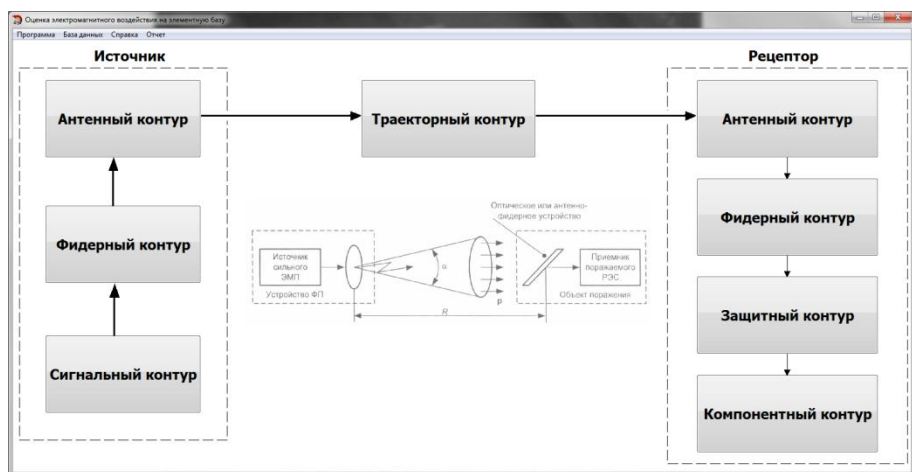 Оценка электромагнитного воздействия на элементную базу
Программа База данных Справка Отчет
Источник
Рецептор
Антенный контур
Траекторный контур
Антенный контур
Фидерный контур
Фидерный контур
Сигнальный контур
Защитный контур
Компонентный контур
Оптическое или антенно-
фидерное устройство
Источник
сильного
ЭМП
Устройство ФП
α
P
R
Приемник
поражаемого
РЭС
Объект поражения